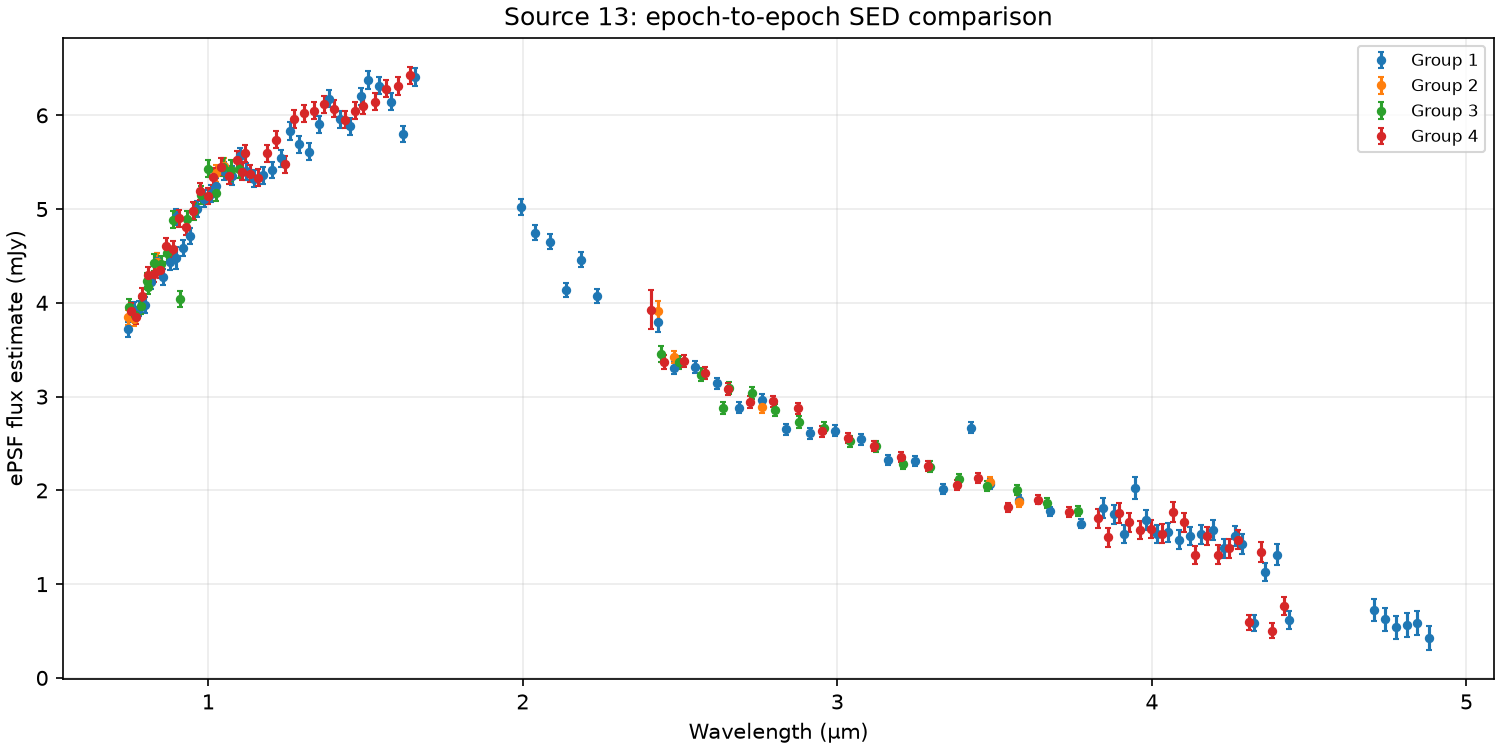 Source 13: epoch-to-epoch SED comparison
ePSF flux estimate (mJy)
6
5
4
3
2
1
0
Group 1
Group 2
Group 3
Group 4
1
2
3
4
5
Wavelength (µm)